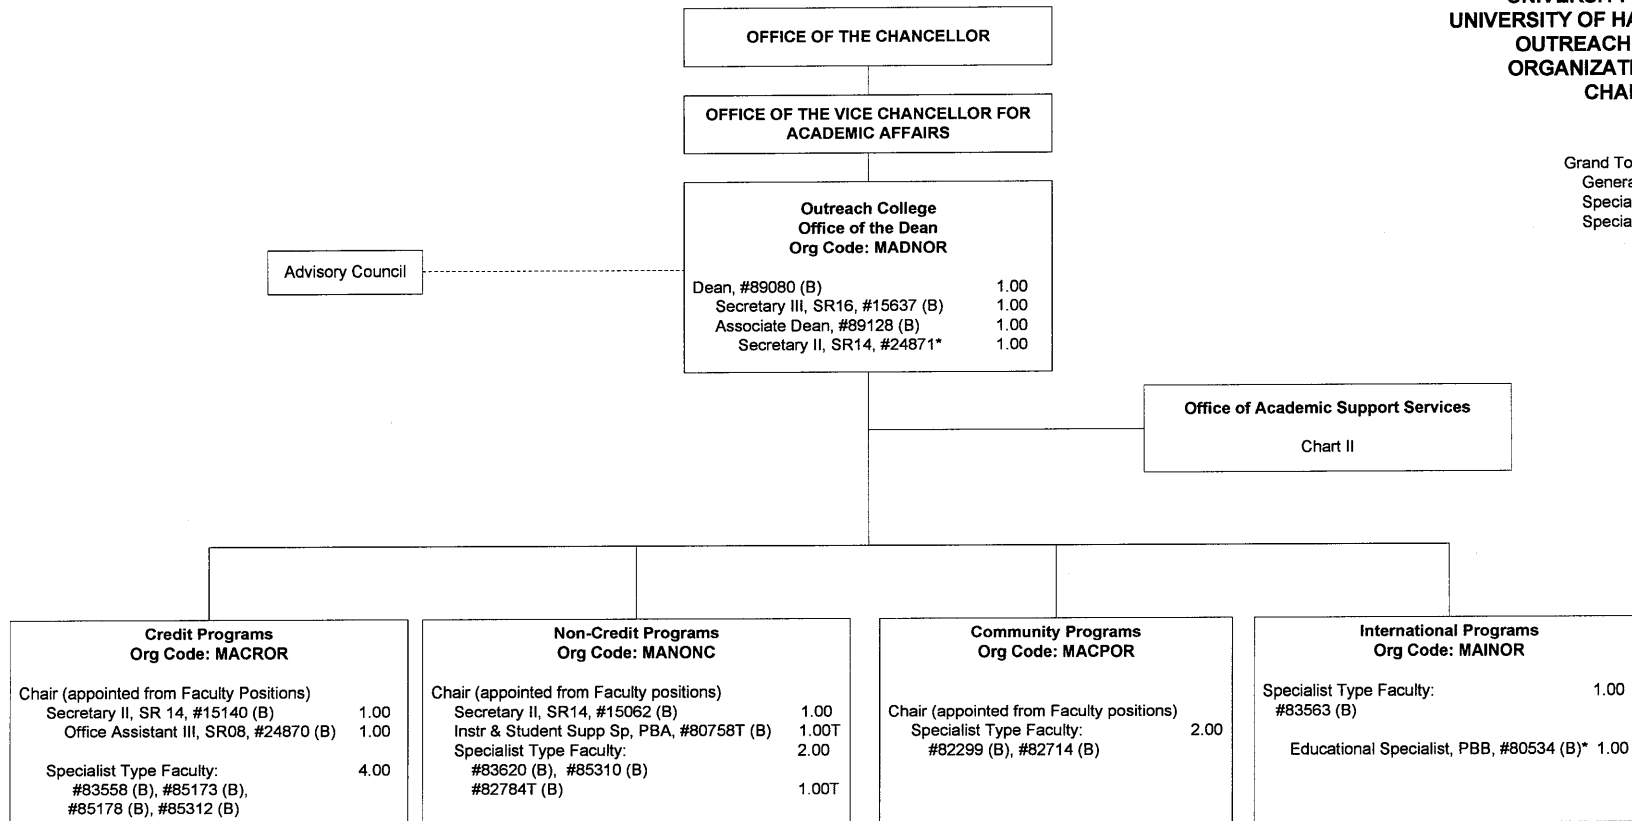 OFFICE OF THE CHANCELLOR
UNIVERSITY OF HA
OUTREACH
ORGANIZATI
CHA
OFFICE OF THE VICE CHANCELLOR FOR
ACADEMIC AFFAIRS
Grand To
Genera
Specia
Specia
Outreach College
Office of the Dean
Org Code: MADNOR
Advisory Council
Dean, #89080 (B) 1.00
Secretary III, SR16, #15637 (B) 1.00
Associate Dean, #89128 (B) 1.00
Secretary II, SR14, #24871* 1.00
Office of Academic Support Services
Chart II
Credit Programs
Org Code: MACROR
Chair (appointed from Faculty Positions)
Secretary II, SR 14, #15140 (B) 1.00
Office Assistant III, SR08, #24870 (B) 1.00
Specialist Type Faculty: 4.00
#83558 (B), #85173 (B),
#85178 (B), #85312 (B)
Non-Credit Programs
Org Code: MANONC
Chair (appointed from Faculty positions)
Secretary II, SR14, #15062 (B) 1.00
Instr & Student Supp Sp, PBA, #80758T (B) 1.00T
Specialist Type Faculty: 2.00
#83620 (B), #85310 (B)
#82784T (B) 1.00T
Community Programs
Org Code: MACPOR
Chair (appointed from Faculty positions)
Specialist Type Faculty: 2.00
#82299 (B), #82714 (B)
International Programs
Org Code: MAINOR
Specialist Type Faculty: 1.00
#83563 (B)
Educational Specialist, PBB, #80534 (B)* 1.00